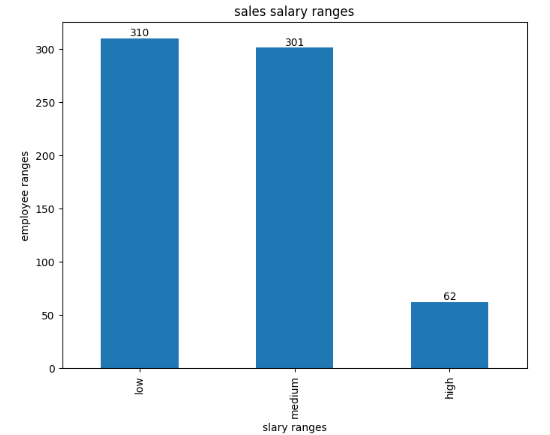 sales salary ranges
310
301
62
300
250
200
150
100
50
0
employee ranges
low
medium
high
slary ranges